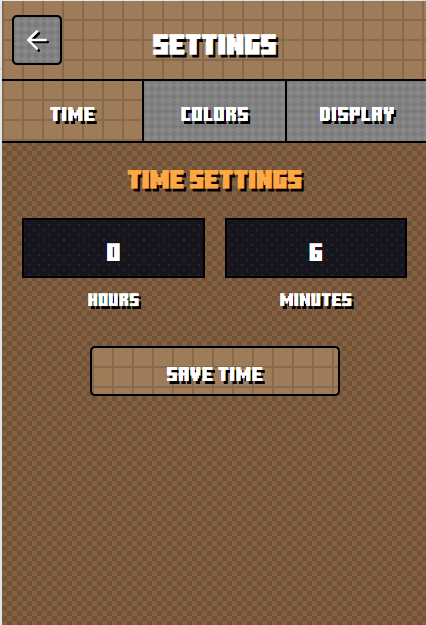 SETTINGS
TIME COLORS DISPLAY
TIME SETTINGS
0 6
HOURS MINUTES
SAVE TIME